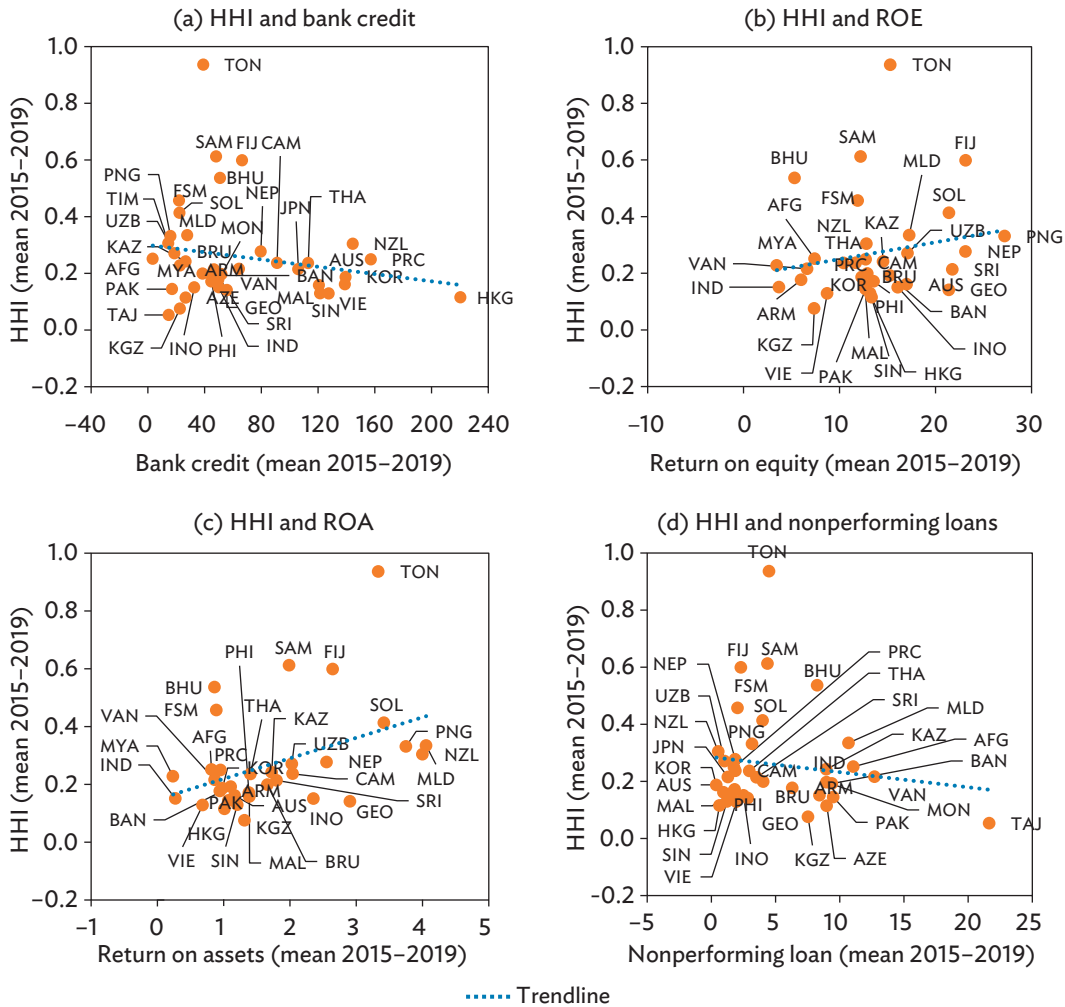 (a) HHI and bank credit
HHI (mean 2015–2019)
1.0
0.8
0.6
0.4
0.2
0.0
–0.2
TON
SAM FIJ CAM
BHU
PNG
FSM
NEP
THA
TIM
SOL
JPN
UZB
MLD
MON
NZL
KAZ
BRU
AUS PRC
AFG
ARM
VAN
BAN
KOR
PAK
AZE
GEO
MAL
SIN
VIE
HKG
TAJ
SRI
KGZ
INO
PHI
IND
–40 0 40 80 120 160 200 240
Bank credit (mean 2015–2019)
(b) HHI and ROE
HHI (mean 2015–2019)
1.0
0.8
0.6
0.4
0.2
0.0
–0.2
TON
SAM
MLD
FIJ
BHU
FSM
SOL
AFG
NZL
KAZ
UZB
PNG
MYA
THA
NEP
VAN
PRC
CAM
SRI
IND
KOR
BRU
AUS
GEO
ARM
PHI
BAN
KGZ
MAL
INO
VIE
PAK
SIN
HKG
–10 0 10 20 30
Return on equity (mean 2015–2019)
(c) HHI and ROA
HHI (mean 2015–2019)
1.0
0.8
0.6
0.4
0.2
0.0
–0.2
TON
PHI
SAM
FIJ
BHU
SOL
VAN
FSM
THA
KAZ
PNG
MYA
AFG
PRC
UZB
NZL
IND
KOR
NEP
MLD
CAM
BAN
PAK
ARM
AUS
INO
GEO
SRI
HKG
KGZ
VIE
SIN
MAL
BRU
–1 0 1 2 3 4 5
Return on assets (mean 2015–2019)
(d) HHI and nonperforming loans
HHI (mean 2015–2019)
1.0
0.8
0.6
0.4
0.2
0.0
–0.2
TON
FIJ SAM
PRC
NEP
BHU
THA
UZB
FSM
SRI
NZL
SOL
MLD
PNG
KAZ
JPN
AFG
KOR
CAM
IND
BAN
AUS
ARM
VAN
MAL
PHI
BRU
MON
HKG
GEO
PAK
TAJ
SIN
INO
KGZ
AZE
VIE
–5 0 5 10 15 20 25
Nonperforming loan (mean 2015–2019)
Trendline